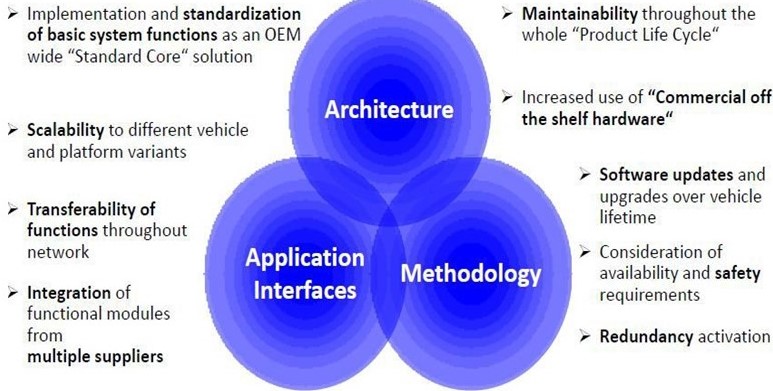 ➢ Implementation and standardization
of basic system functions as an OEM
wide “Standard Core“ solution
➢ Scalability to different vehicle
and platform variants
➢ Transferability of
functions throughout
network
➢ Integration of
functional modules
from
multiple suppliers
Architecture
Application
Interfaces
Methodology
➢ Maintainability throughout the
whole “Product Life Cycle“
➢ Increased use of “Commercial off
the shelf hardware“
➢ Software updates and
upgrades over vehicle
lifetime
➢ Consideration of
availability and safety
requirements
➢ Redundancy activation